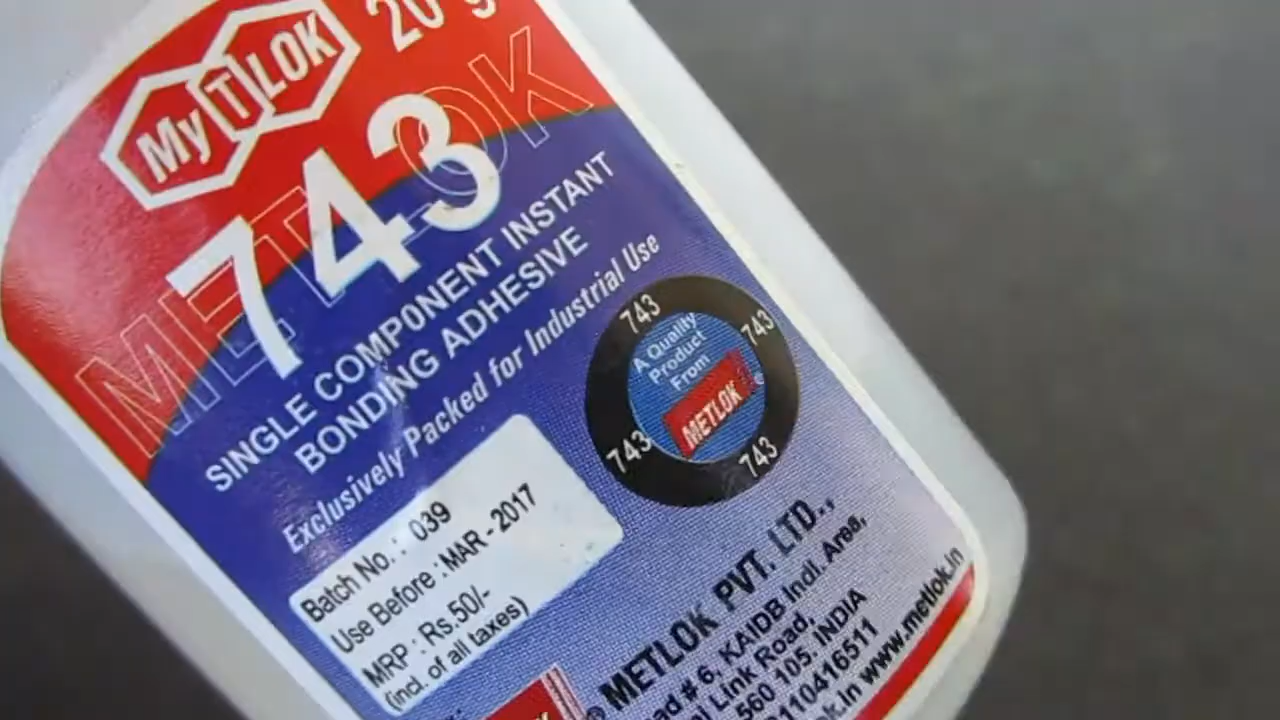 MyTLOK
20 g
METLOK
743
SINGLE COMPONENT INSTANT
BONDING ADHESIVE
Exclusively Packed for Industrial Use
743
743
A Quality
Product
From
METLOK
743
743
Batch No. : 039
Use Before : MAR - 2017
MRP : Rs.50/-
(incl. of all taxes)
METLOK PVT. LTD.,
# 6, KAIDB Indl. Area,
Link Road,
560 105. INDIA
110416511
www.metlok.in